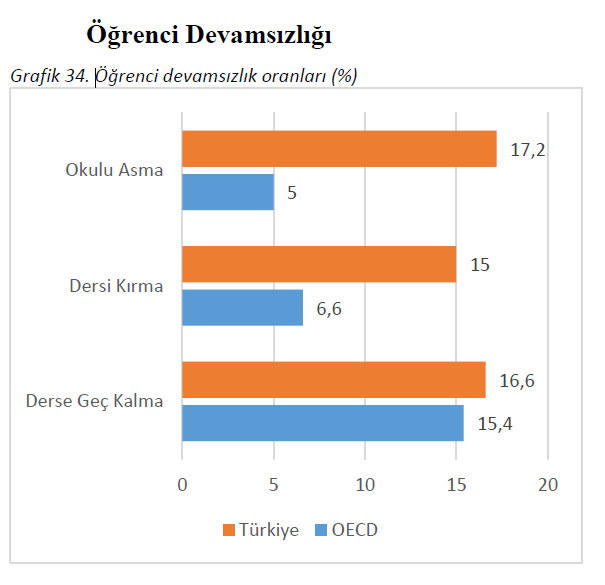 Öğrenci Devamsızlığı
Grafik 34. Öğrenci devamsızlık oranları (%)
Okulu Asma
17,2
5
Dersi Kırma
15
6,6
Derse Geç Kalma
16,6
15,4
0 5 10 15 20
Türkiye OECD